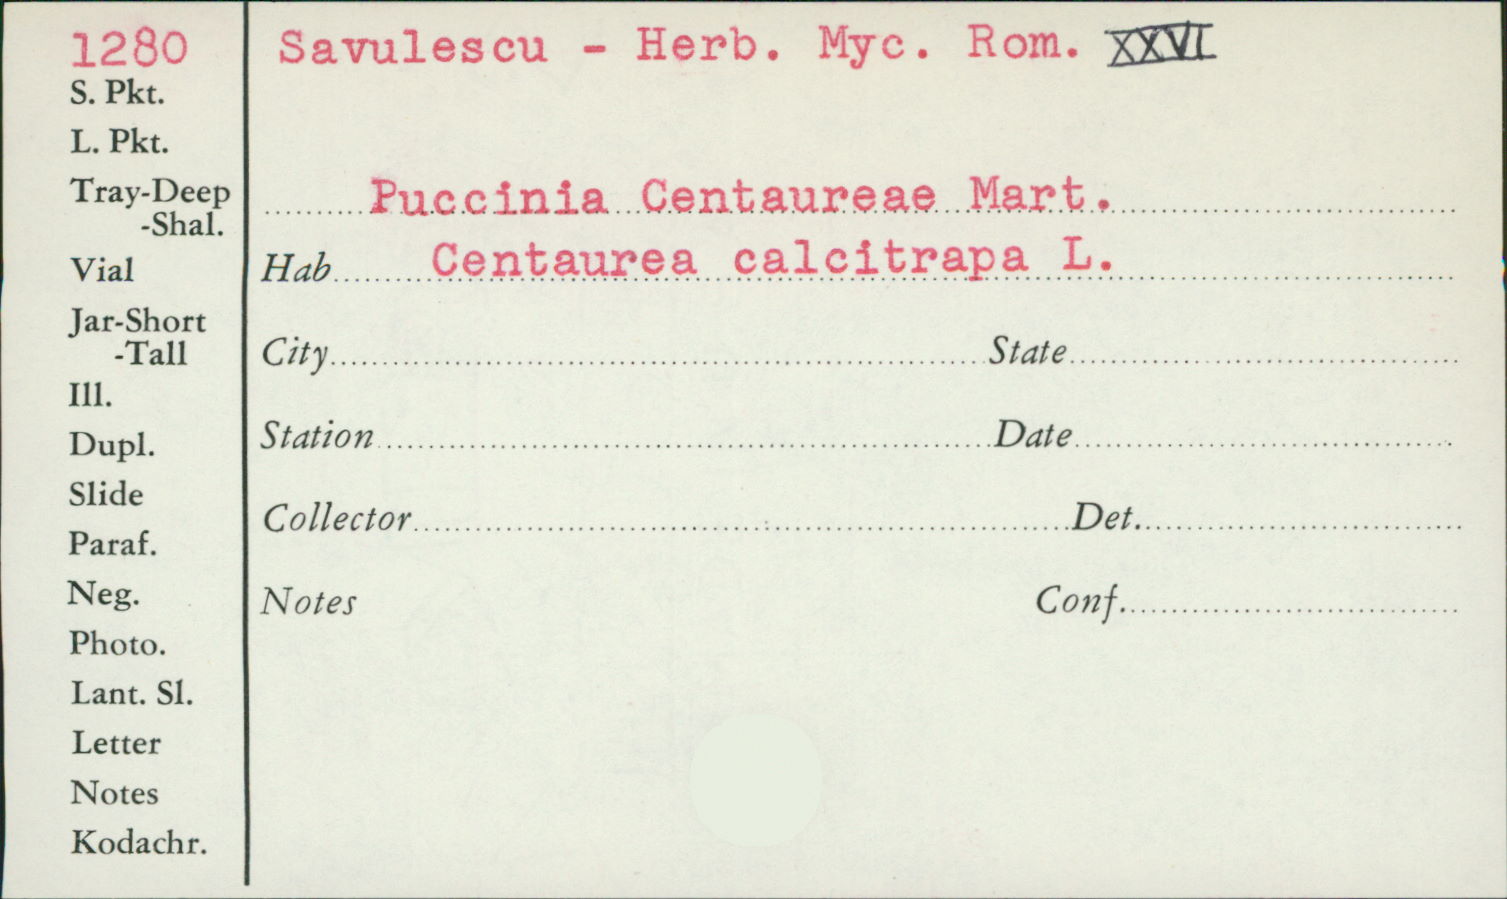 1280
Savulescu - Herb. Myc. Rom. XXVI
S. Pkt.
L. Pkt.
Tray-Deep
-Shal.
Vial
Jar-Short
-Tall
Ill.
Dupl.
Slide
Paraf.
Neg.
Photo.
Lant. Sl.
Letter
Notes
Kodachr.
Puccinia Centaureae Mart.
Hab. Centaurea calcitrapa L.
City State
Station Date
Collector Det.
Notes Conf.